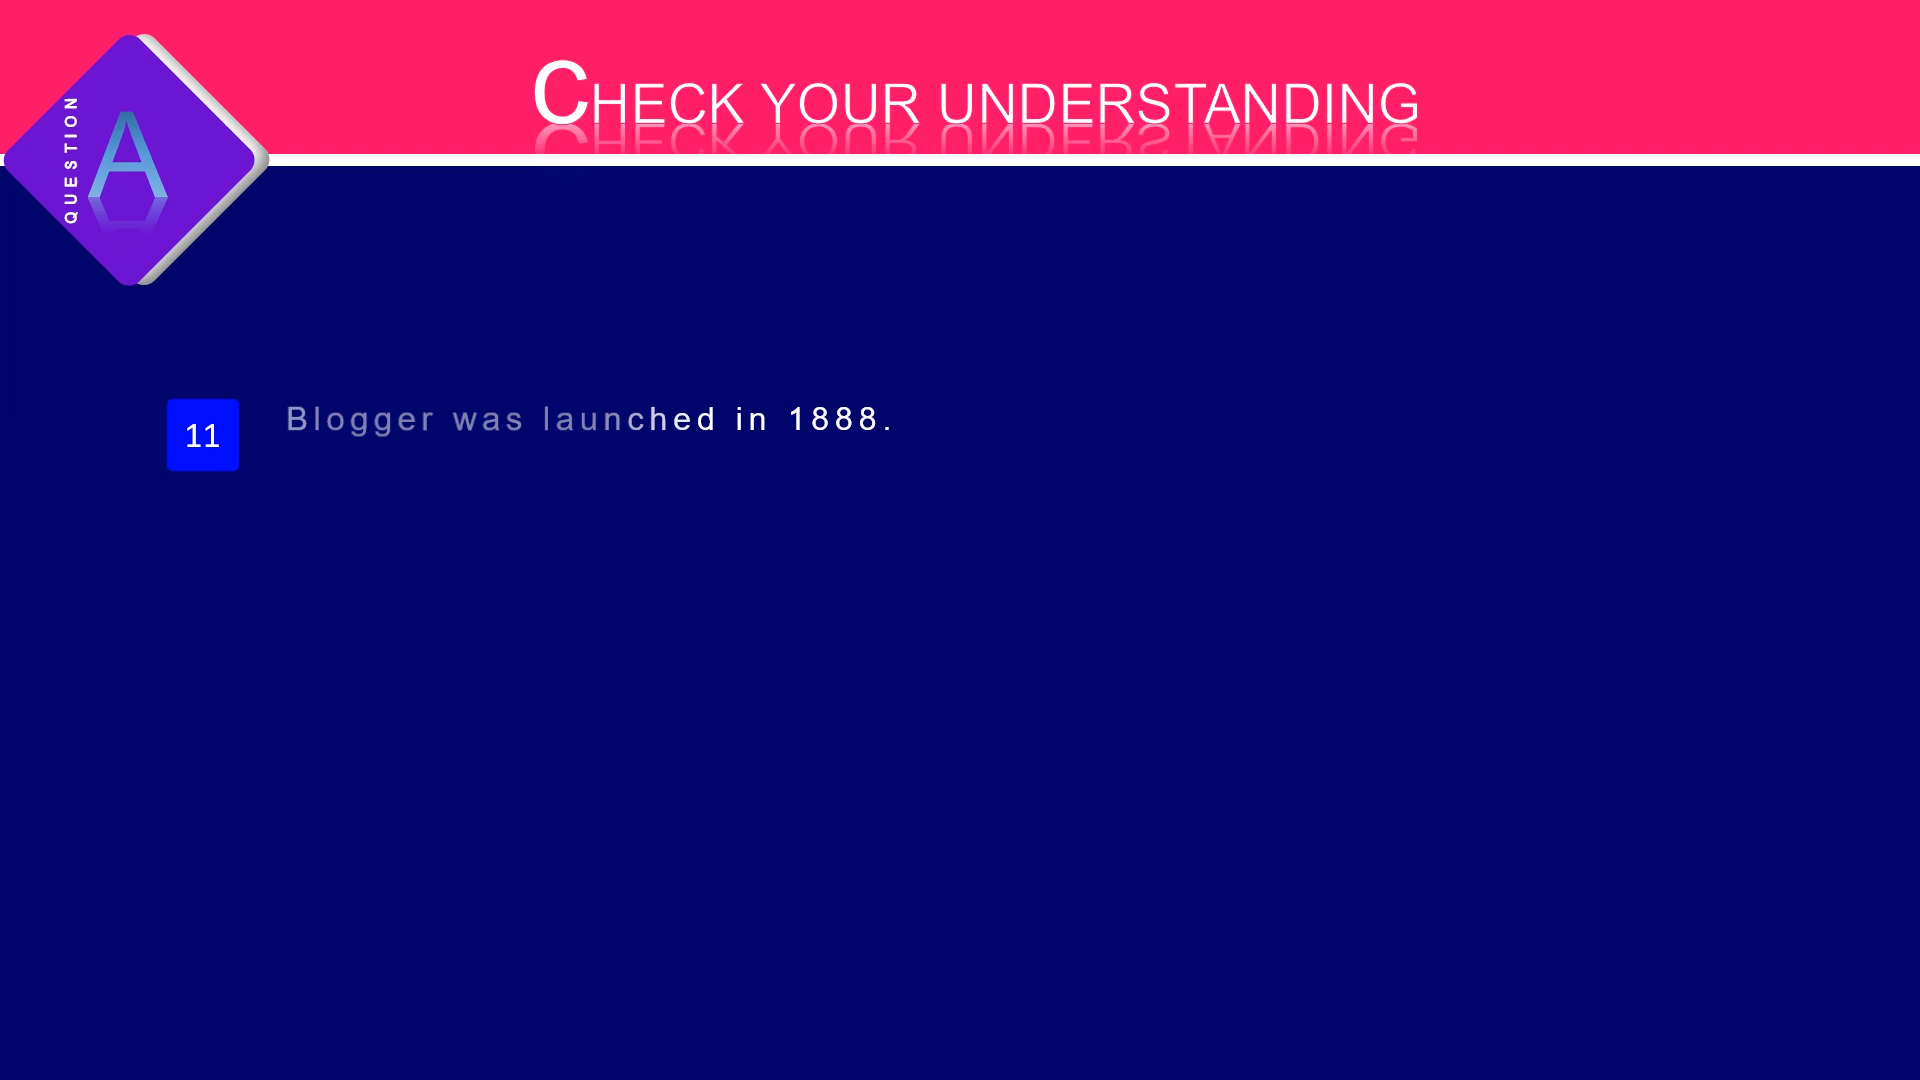 CHECK YOUR UNDERSTANDING
QUESTION
A
11
Blogger was launched in 1888.